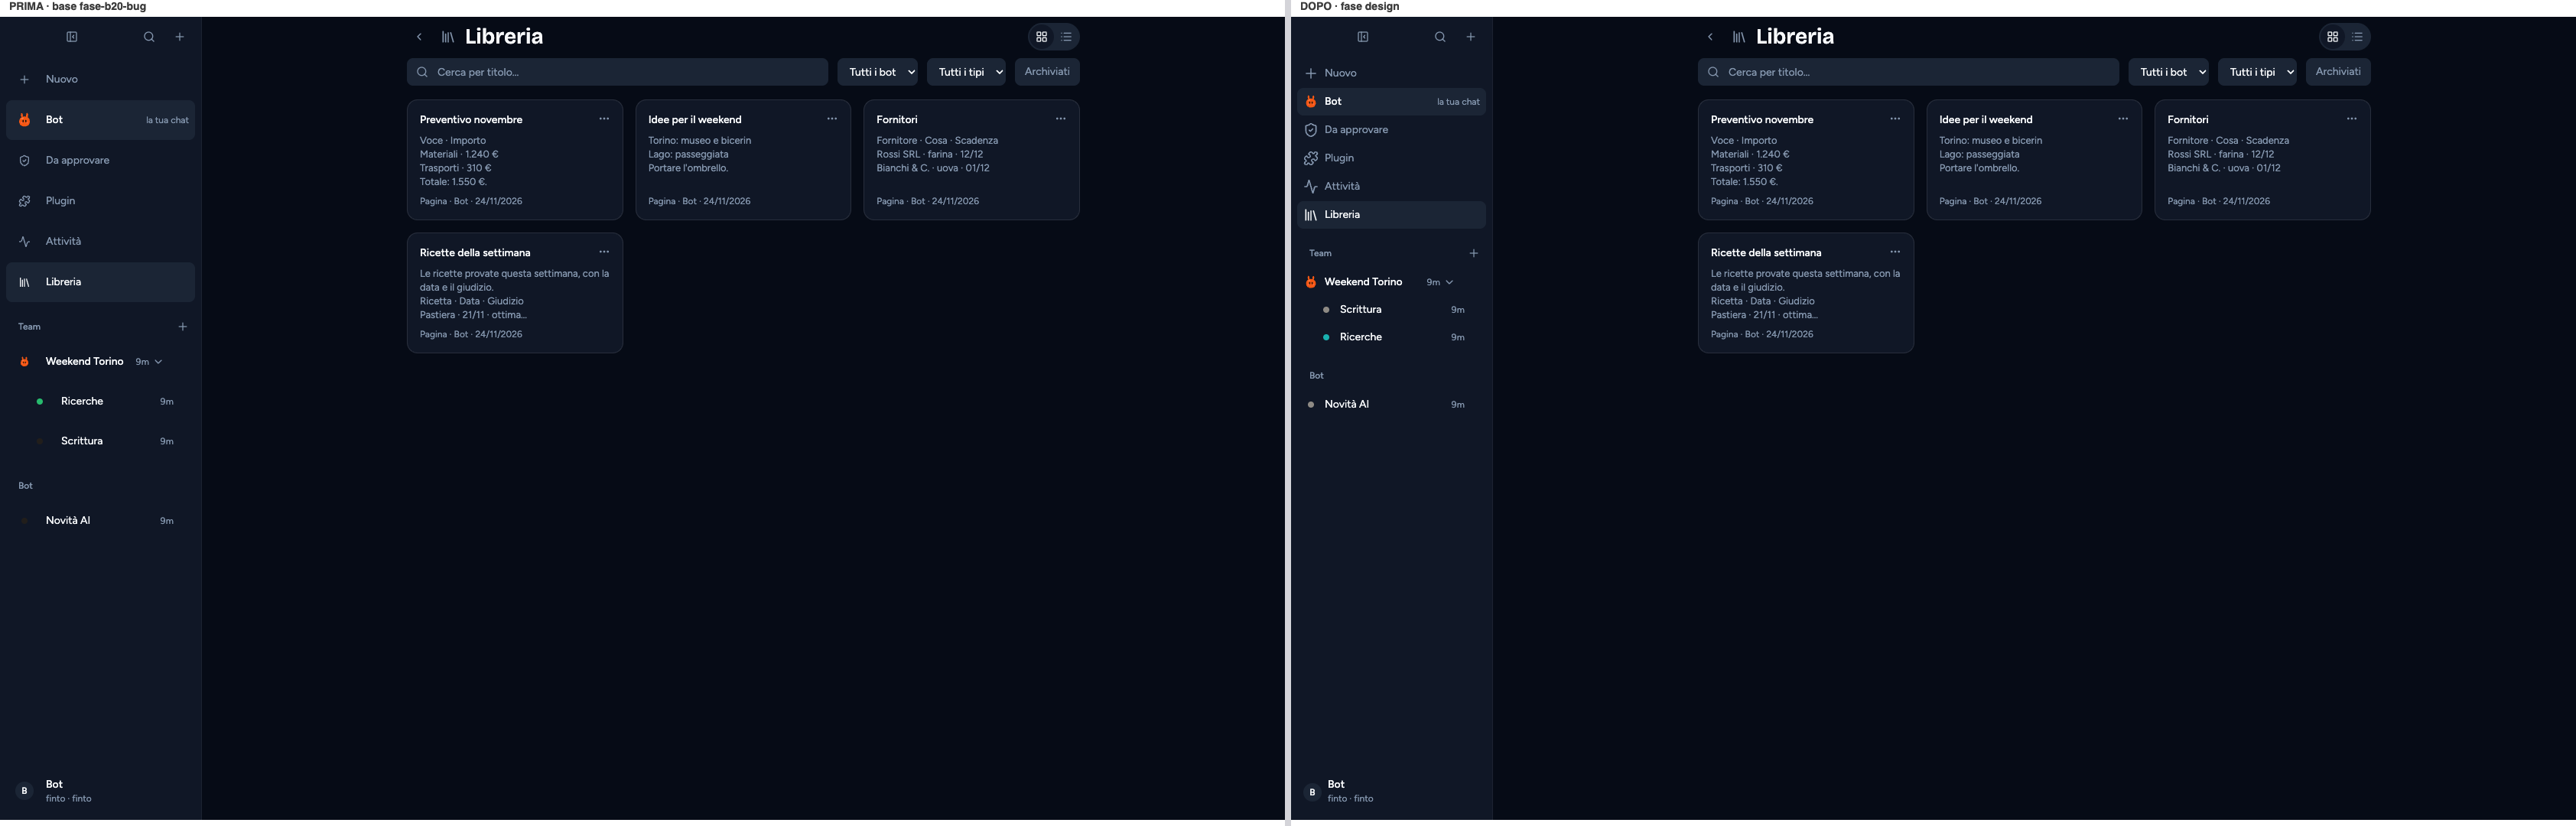 PRIMA · base fase-b20-bug
Nuovo
Bot la tua chat
Da approvare
Plugin
Attività
Libreria
Team
Weekend Torino 9m
Ricerche 9m
Scrittura 9m
Bot
Novità AI 9m
B
Bot
finto · finto
Libreria
Cerca per titolo...
Tutti i bot
Tutti i tipi
Archiviati
Preventivo novembre
Voce · Importo
Materiali · 1.240 €
Trasporti · 310 €
Totale: 1.550 €.
Pagina · Bot · 24/11/2026
Idee per il weekend
Torino: museo e bicerin
Lago: passeggiata
Portare l'ombrello.
Pagina · Bot · 24/11/2026
Fornitori
Fornitore · Cosa · Scadenza
Rossi SRL · farina · 12/12
Bianchi & C. · uova · 01/12
Pagina · Bot · 24/11/2026
Ricette della settimana
Le ricette provate questa settimana, con la
data e il giudizio.
Ricetta · Data · Giudizio
Pastiera · 21/11 · ottima...
Pagina · Bot · 24/11/2026
DOPO · fase design
Nuovo
Bot la tua chat
Da approvare
Plugin
Attività
Libreria
Team
Weekend Torino 9m
Scrittura 9m
Ricerche 9m
Bot
Novità AI 9m
B
Bot
finto · finto
Libreria
Cerca per titolo...
Tutti i bot
Tutti i tipi
Archiviati
Preventivo novembre
Voce · Importo
Materiali · 1.240 €
Trasporti · 310 €
Totale: 1.550 €.
Pagina · Bot · 24/11/2026
Idee per il weekend
Torino: museo e bicerin
Lago: passeggiata
Portare l'ombrello.
Pagina · Bot · 24/11/2026
Fornitori
Fornitore · Cosa · Scadenza
Rossi SRL · farina · 12/12
Bianchi & C. · uova · 01/12
Pagina · Bot · 24/11/2026
Ricette della settimana
Le ricette provate questa settimana, con la
data e il giudizio.
Ricetta · Data · Giudizio
Pastiera · 21/11 · ottima...
Pagina · Bot · 24/11/2026